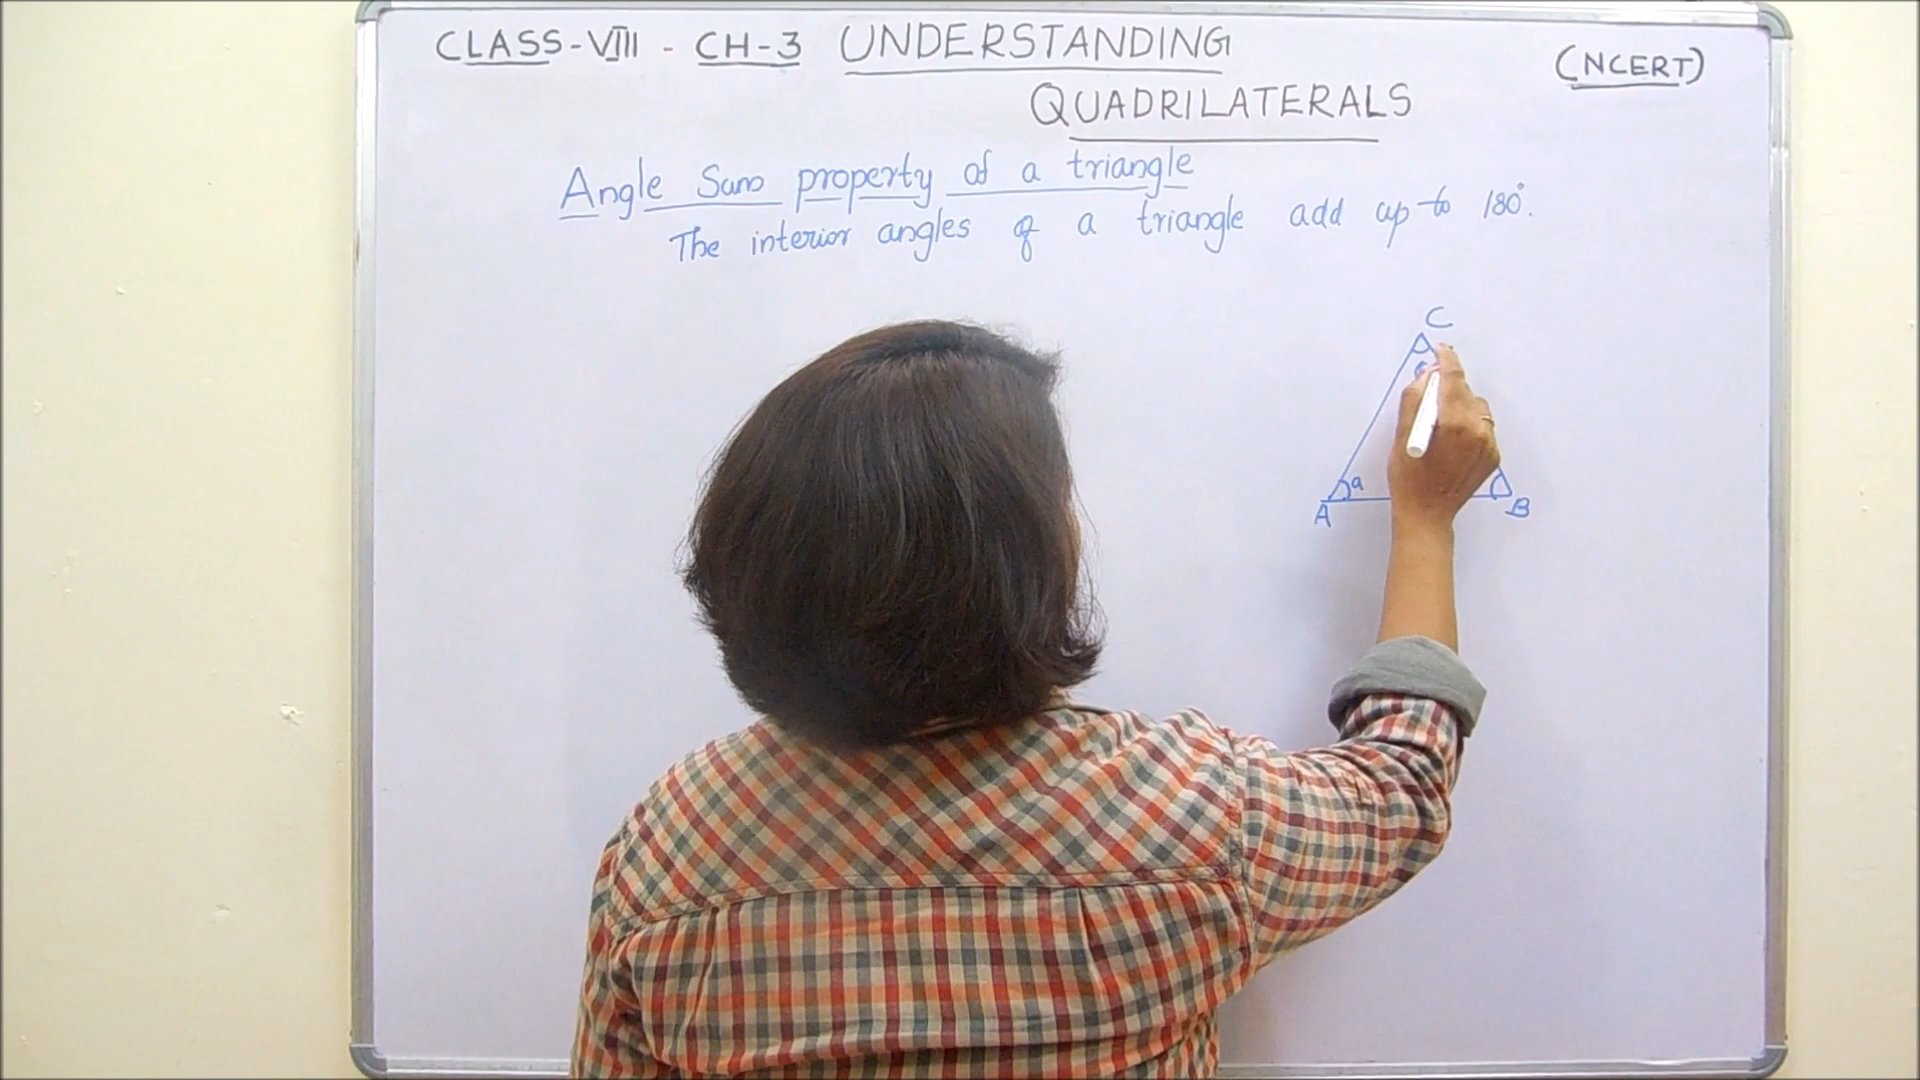 CLASS-VIII - CH-3 UNDERSTANDING
(NCERT)
QUADRILATERALS
Angle Sum property of a triangle
The interior angles of a triangle add up to 180°.
C
a
A
B